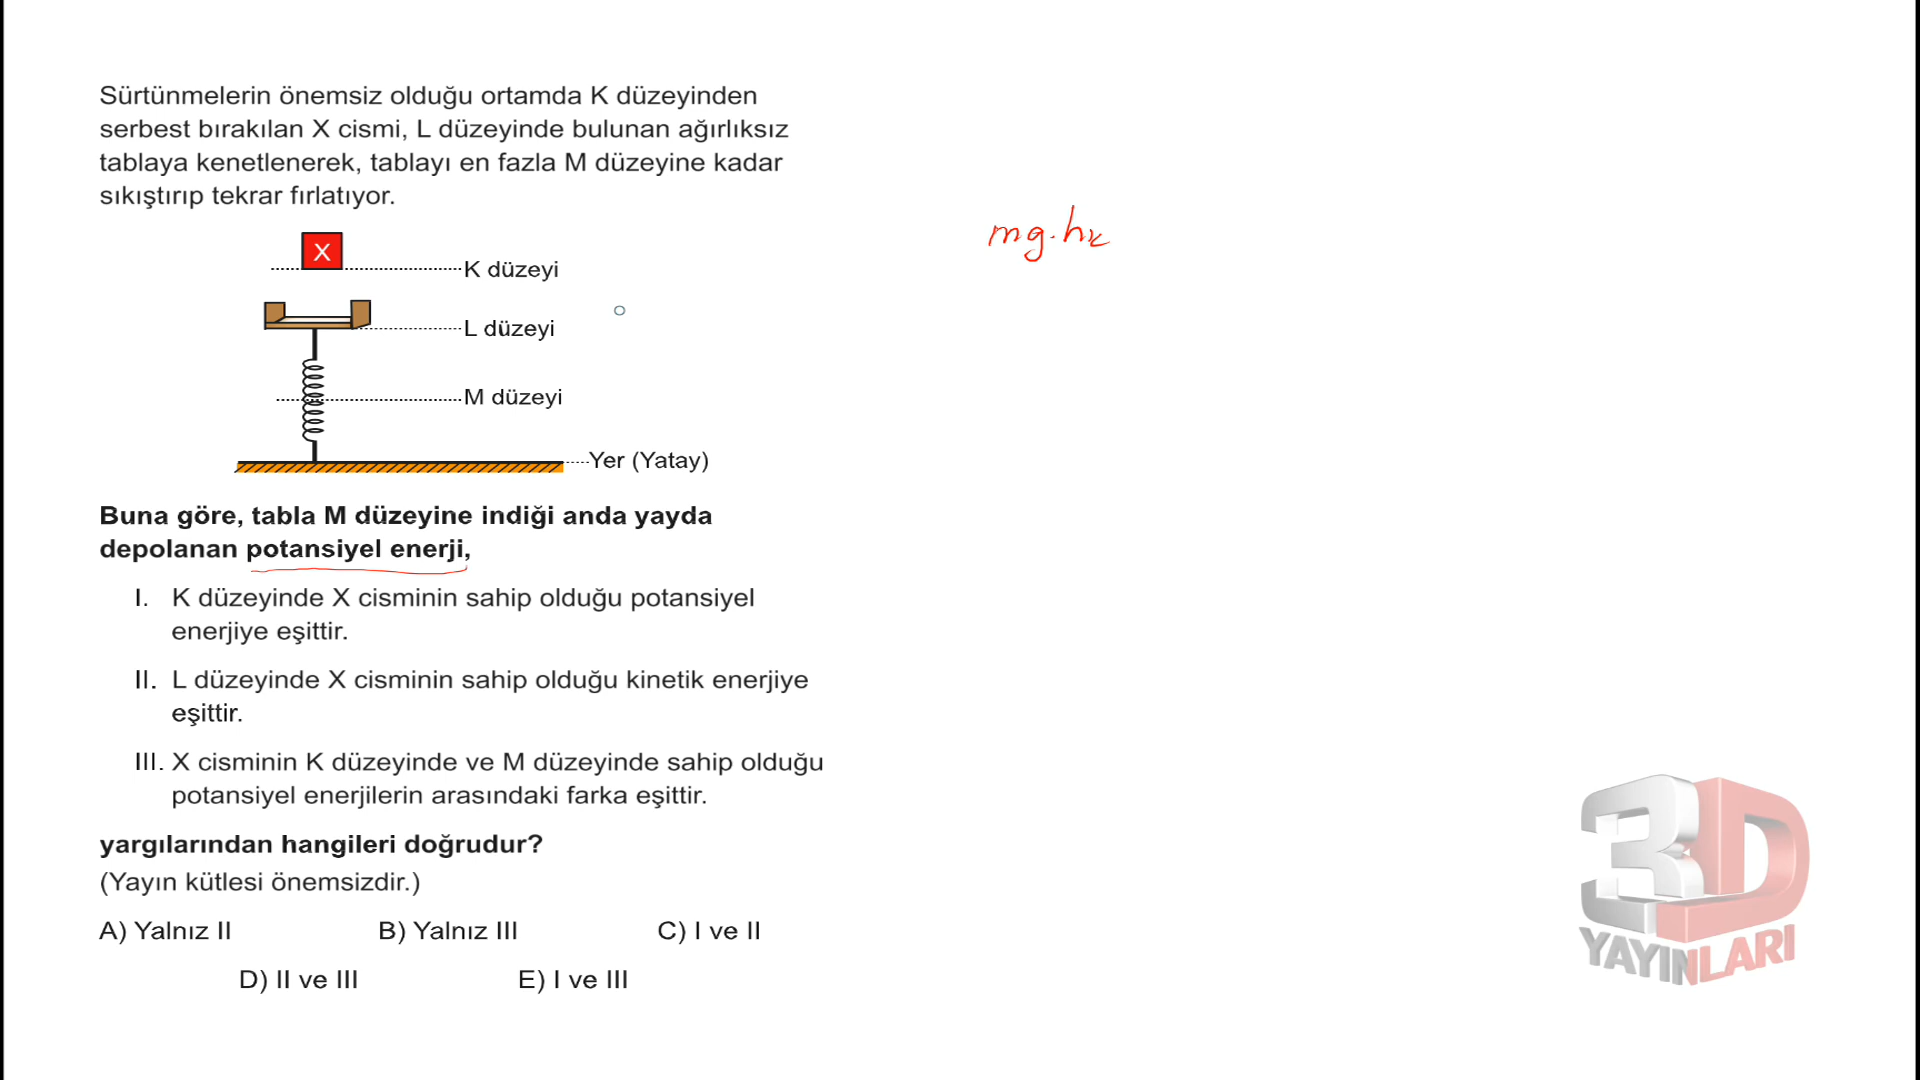 Sürtünmelerin önemsiz olduğu ortamda K düzeyinden
serbest bırakılan X cismi, L düzeyinde bulunan ağırlıksız
tablaya kenetlenerek, tablayı en fazla M düzeyine kadar
sıkıştırıp tekrar fırlatıyor.
mg.hk
X
K düzeyi
L düzeyi
M düzeyi
Yer (Yatay)
Buna göre, tabla M düzeyine indiği anda yayda
depolanan potansiyel enerji,
I. K düzeyinde X cisminin sahip olduğu potansiyel
enerjiye eşittir.
II. L düzeyinde X cisminin sahip olduğu kinetik enerjiye
eşittir.
III. X cisminin K düzeyinde ve M düzeyinde sahip olduğu
potansiyel enerjilerin arasındaki farka eşittir.
yargılarından hangileri doğrudur?
(Yayın kütlesi önemsizdir.)
A) Yalnız II B) Yalnız III C) I ve II
D) II ve III E) I ve III
3D
YAYINLARI